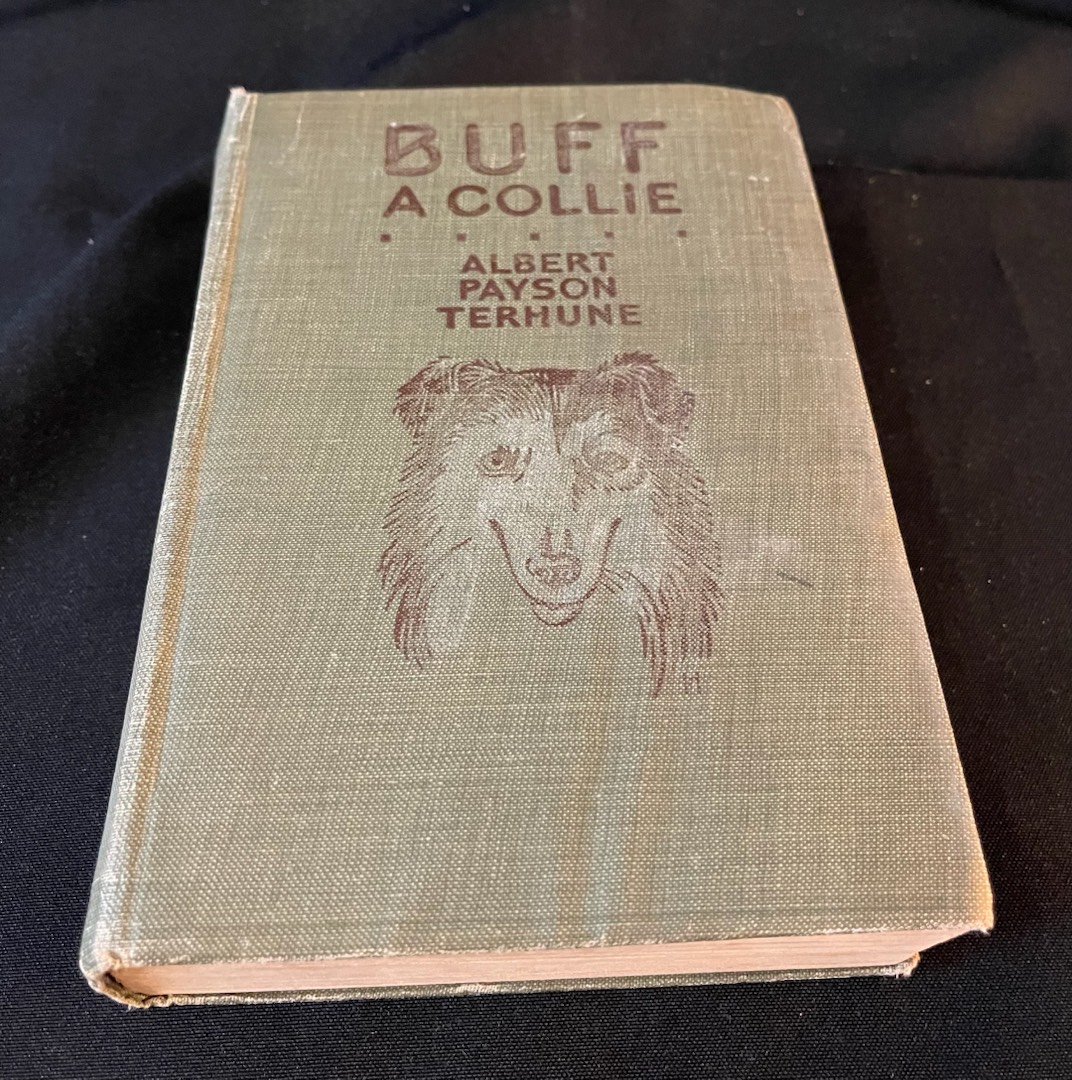 BUFF
A COLLiE
ALBERT
PAYSON
TERHUNE